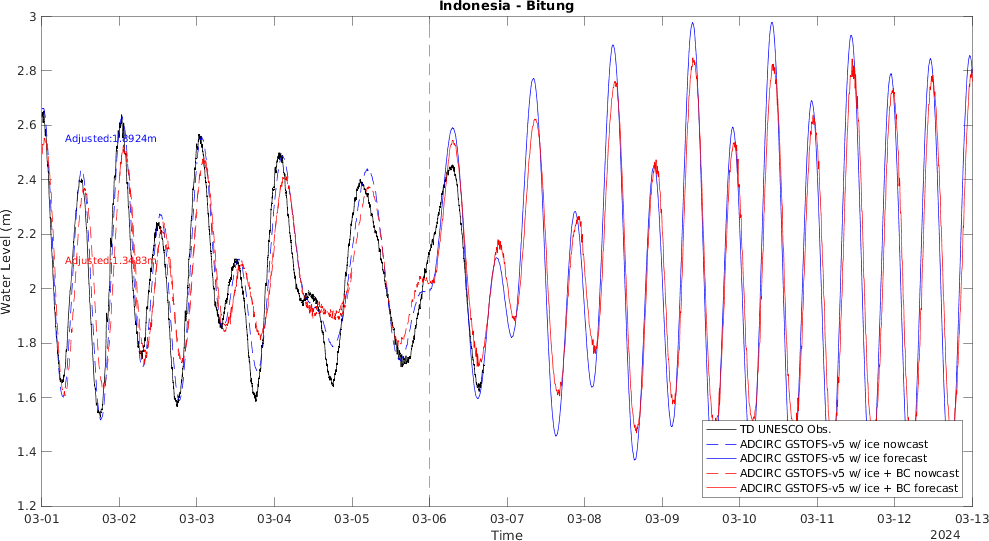 Indonesia - Bitung
3
2.8
2.6
2.4
2.2
2
1.8
1.6
1.4
1.2
Water Level (m)
Adjusted:1.3924m
Adjusted:1.3483m
TD UNESCO Obs.
ADCIRC GSTOFS-v5 w/ ice nowcast
ADCIRC GSTOFS-v5 w/ ice forecast
ADCIRC GSTOFS-v5 w/ ice + BC nowcast
ADCIRC GSTOFS-v5 w/ ice + BC forecast
03-01 03-02 03-03 03-04 03-05 03-06 03-07 03-08 03-09 03-10 03-11 03-12 03-13
Time
2024